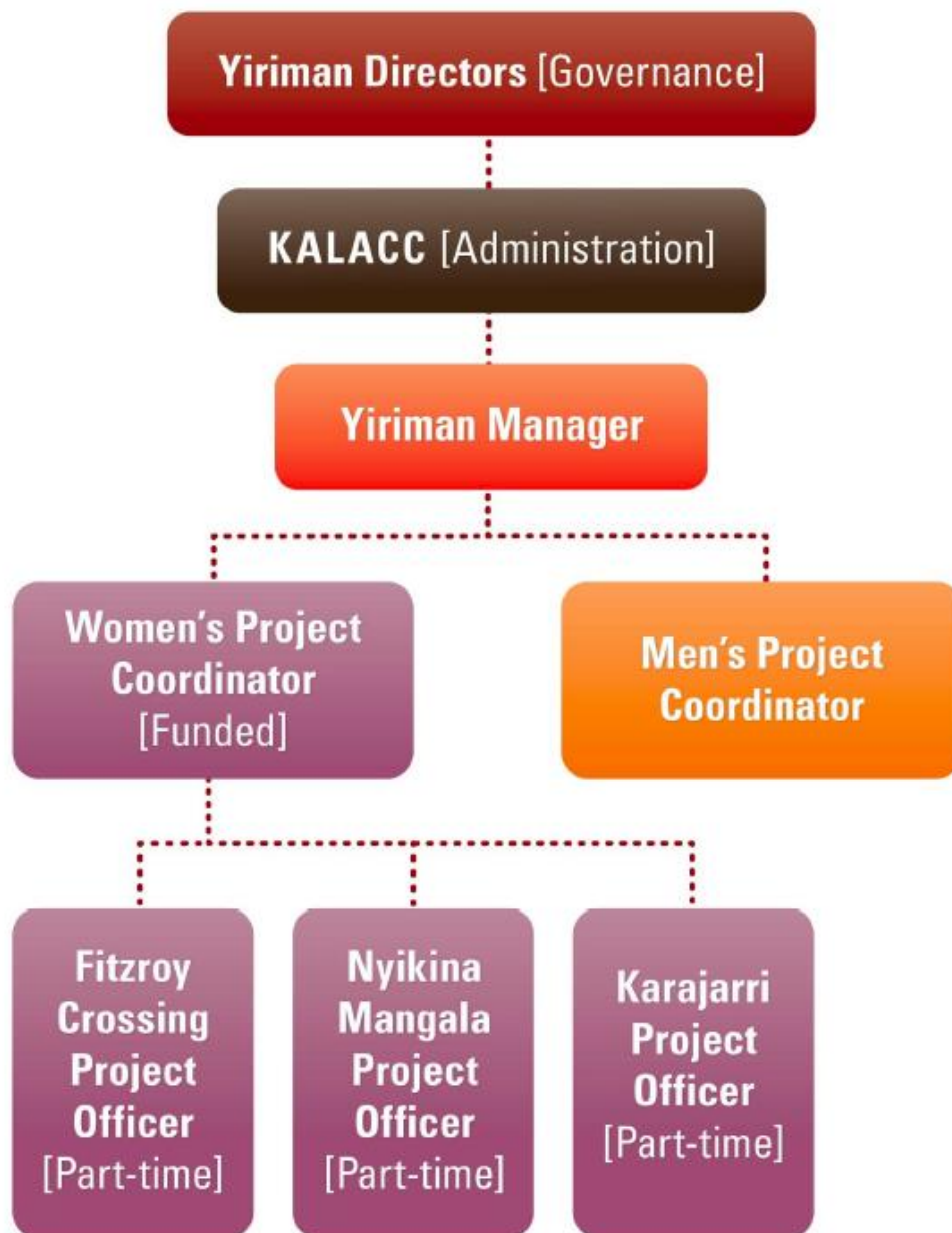 Yiriman Directors [Governance]
KALACC [Administration]
Yiriman Manager
Women's Project
Coordinator
[Funded]
Men's Project
Coordinator
Fitzroy
Crossing
Project
Officer
[Part-time]
Nyikina
Mangala
Project
Officer
[Part-time]
Karajarri
Project
Officer
[Part-time]